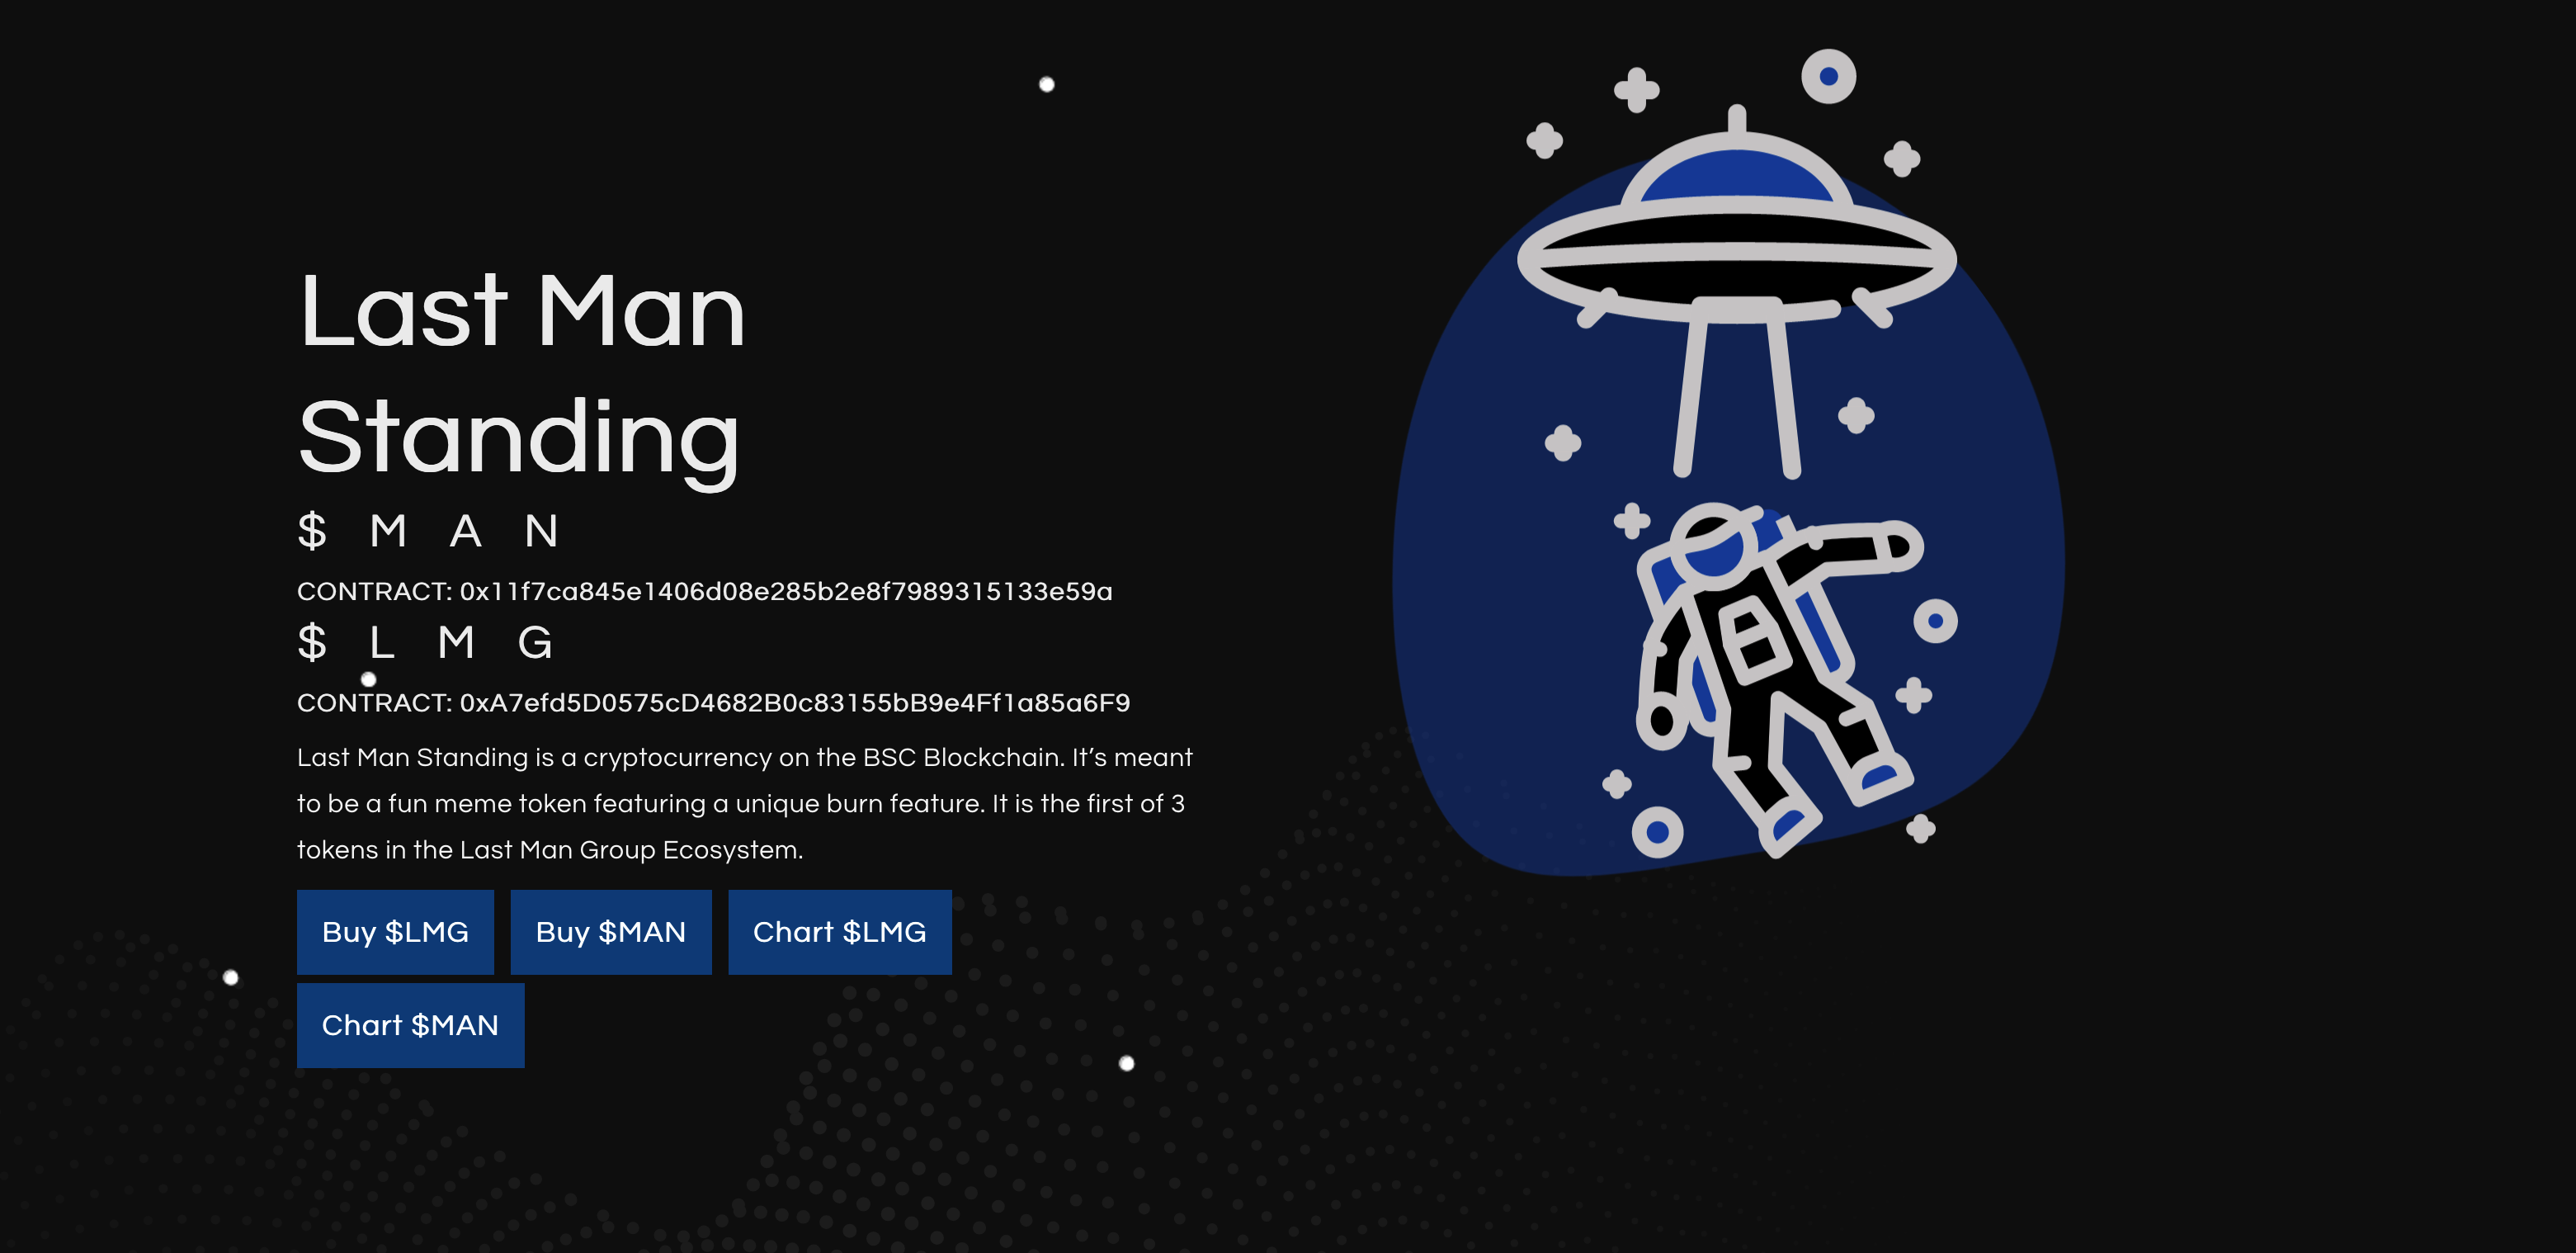 Last Man
Standing
$ M A N
CONTRACT: 0x11f7ca845e1406d08e285b2e8f7989315133e59a
$ L M G
CONTRACT: 0xA7efd5D0575cD4682B0c83155bB9e4Ff1a85a6F9
Last Man Standing is a cryptocurrency on the BSC Blockchain. It’s meant
to be a fun meme token featuring a unique burn feature. It is the first of 3
tokens in the Last Man Group Ecosystem.
Buy $LMG Buy $MAN Chart $LMG
Chart $MAN